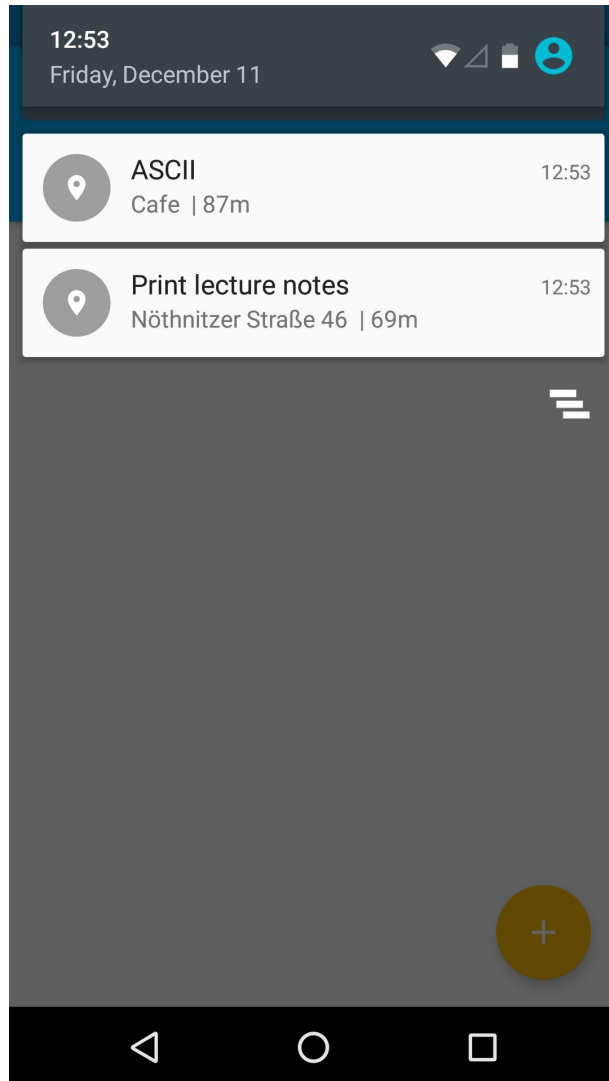 12:53
Friday, December 11
ASCII 12:53
Cafe | 87m
Print lecture notes 12:53
Nöthnitzer Straße 46 | 69m